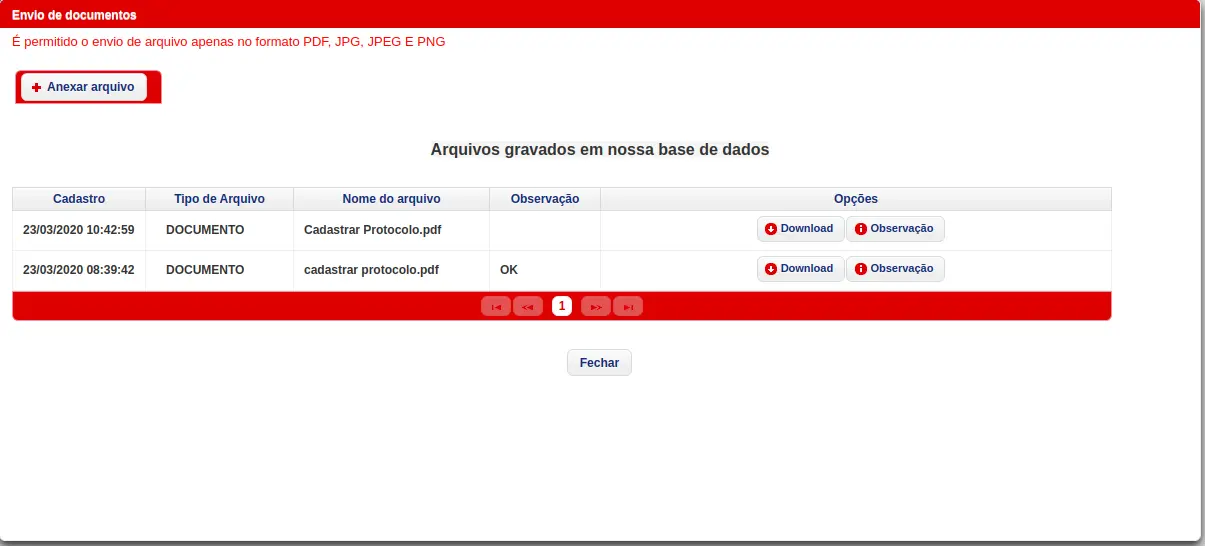 Envio de documentos
É permitido o envio de arquivo apenas no formato PDF, JPG, JPEG E PNG
Anexar arquivo
Arquivos gravados em nossa base de dados
Cadastro Tipo de Arquivo Nome do arquivo Observação Opções
23/03/2020 10:42:59 DOCUMENTO Cadastrar Protocolo.pdf Download Observação
23/03/2020 08:39:42 DOCUMENTO cadastrar protocolo.pdf OK Download Observação
1
Fechar